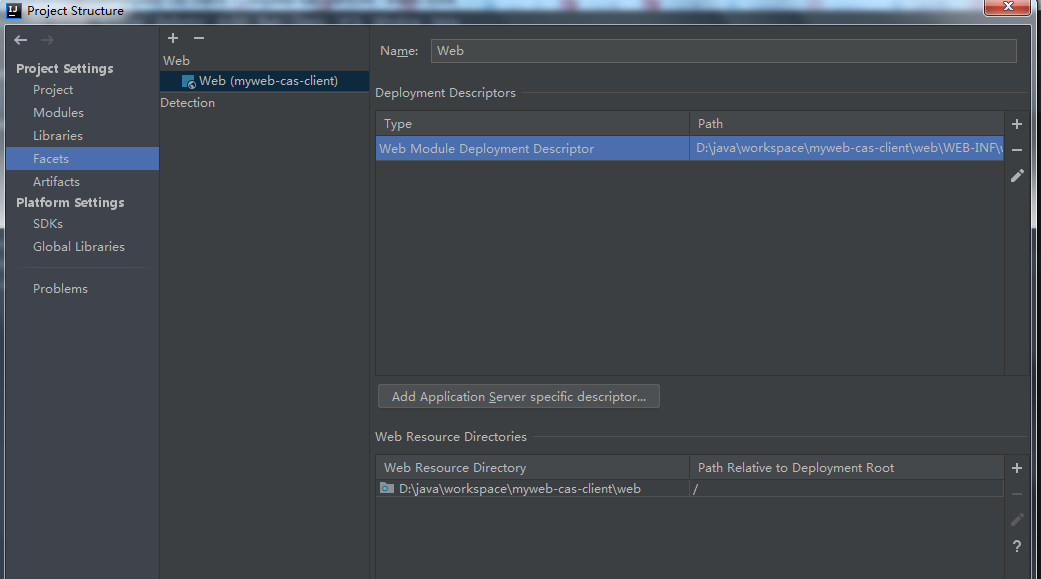 Project Structure
Project Settings
Project
Modules
Libraries
Facets
Artifacts
Platform Settings
SDKs
Global Libraries
Problems
Web
Web (myweb-cas-client)
Detection
Name: Web
Deployment Descriptors
Type Path
Web Module Deployment Descriptor D:\java\workspace\myweb-cas-client\web\WEB-INF\
Add Application Server specific descriptor...
Web Resource Directories
Web Resource Directory Path Relative to Deployment Root
D:\java\workspace\myweb-cas-client\web /